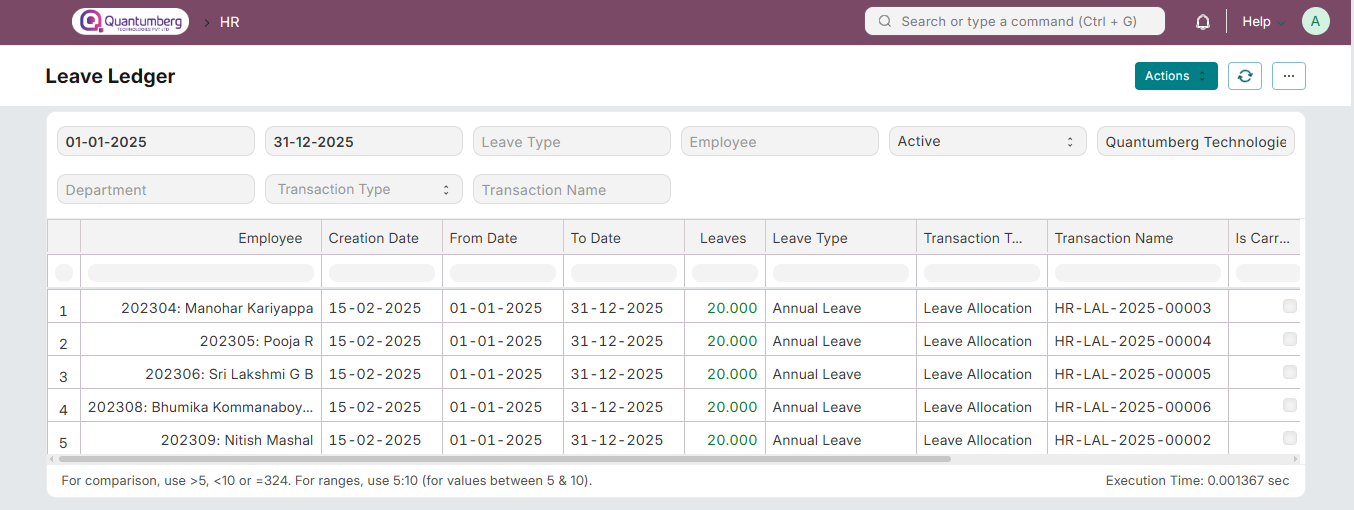 Quantumberg
TECHNOLOGIES PVT LTD
HR
Search or type a command (Ctrl + G)
Help
A
Leave Ledger
Actions
01-01-2025 31-12-2025 Leave Type Employee Active Quantumberg Technologie
Department Transaction Type Transaction Name
Employee Creation Date From Date To Date Leaves Leave Type Transaction T... Transaction Name Is Carr...
1 202304: Manohar Kariyappa 15-02-2025 01-01-2025 31-12-2025 20.000 Annual Leave Leave Allocation HR-LAL-2025-00003
2 202305: Pooja R 15-02-2025 01-01-2025 31-12-2025 20.000 Annual Leave Leave Allocation HR-LAL-2025-00004
3 202306: Sri Lakshmi G B 15-02-2025 01-01-2025 31-12-2025 20.000 Annual Leave Leave Allocation HR-LAL-2025-00005
4 202308: Bhumika Kommanaboy... 15-02-2025 01-01-2025 31-12-2025 20.000 Annual Leave Leave Allocation HR-LAL-2025-00006
5 202309: Nitish Mashal 15-02-2025 01-01-2025 31-12-2025 20.000 Annual Leave Leave Allocation HR-LAL-2025-00002
For comparison, use >5, <10 or =324. For ranges, use 5:10 (for values between 5 & 10). Execution Time: 0.001367 sec